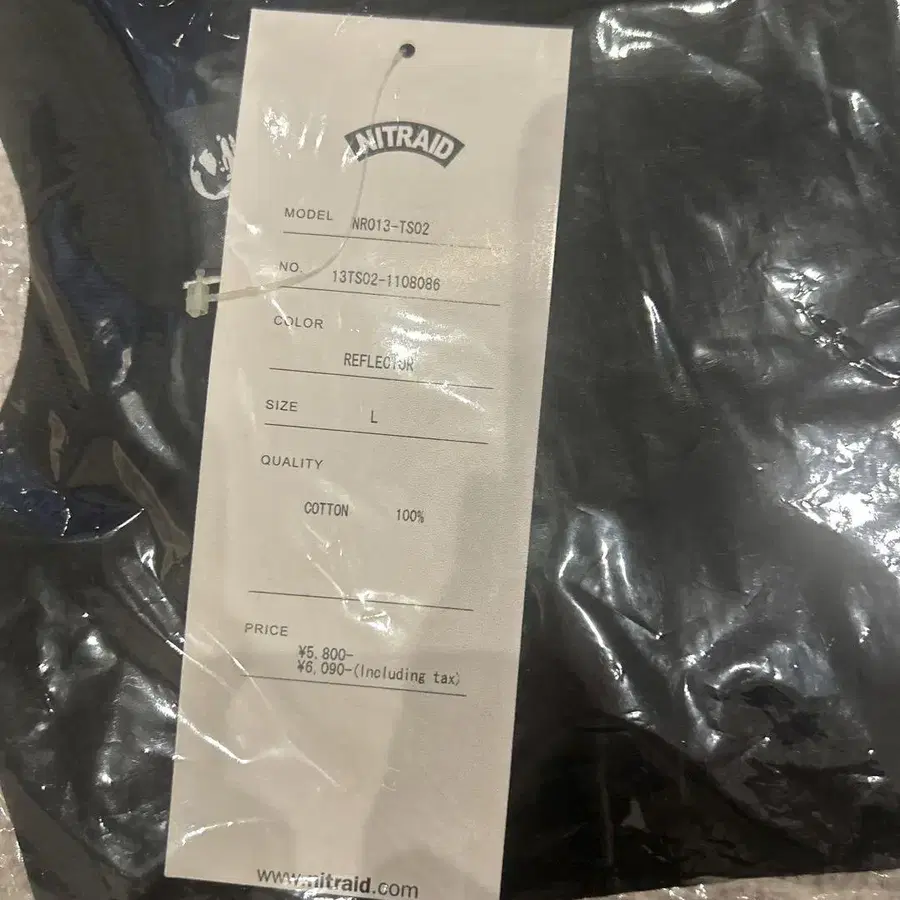 NITRAID
MODEL NR013-TS02
NO. 13TS02-1108086
COLOR
REFLECTOR
SIZE L
QUALITY
COTTON 100%
PRICE
¥5,800-
¥6,090-(Including tax)
www.nitraid.com